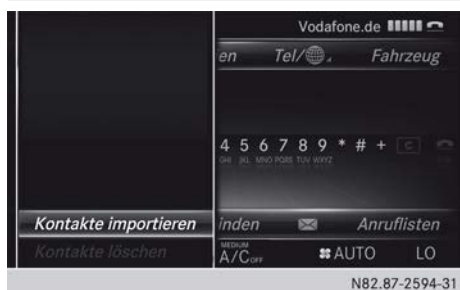 Vodafone.de
en Tel/ Fahrzeug
4 5 6 7 8 9 * # +
GHI JKL MNO PQRS TUV WXYZ
Kontakte importieren inden Anruflisten
Kontakte löschen MEDIUM
A/C OFF AUTO LO
N82.87-2594-31